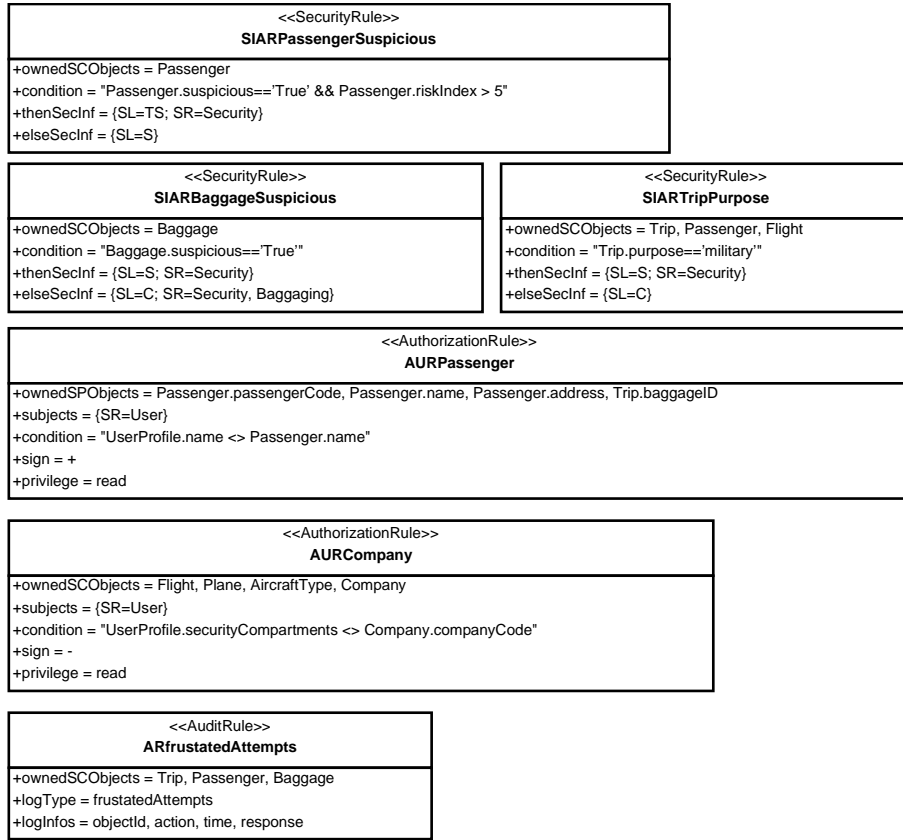 <<SecurityRule>>
SIARPassengerSuspicious
+ownedSCObjects = Passenger
+condition = "Passenger.suspicious=='True' && Passenger.riskIndex > 5"
+thenSecInf = {SL=TS; SR=Security}
+elseSecInf = {SL=S}
<<SecurityRule>>
SIARBaggageSuspicious
+ownedSCObjects = Baggage
+condition = "Baggage.suspicious=='True'"
+thenSecInf = {SL=S; SR=Security}
+elseSecInf = {SL=C; SR=Security, Baggaging}
<<SecurityRule>>
SIARTripPurpose
+ownedSCObjects = Trip, Passenger, Flight
+condition = "Trip.purpose=='military'"
+thenSecInf = {SL=S; SR=Security}
+elseSecInf = {SL=C}
<<AuthorizationRule>>
AURPassenger
+ownedSPObjects = Passenger.passengerCode, Passenger.name, Passenger.address, Trip.baggageID
+subjects = {SR=User}
+condition = "UserProfile.name <> Passenger.name"
+sign = +
+privilege = read
<<AuthorizationRule>>
AURCompany
+ownedSCObjects = Flight, Plane, AircraftType, Company
+subjects = {SR=User}
+condition = "UserProfile.securityCompartments <> Company.companyCode"
+sign = -
+privilege = read
<<AuditRule>>
ARfrustatedAttempts
+ownedSCObjects = Trip, Passenger, Baggage
+logType = frustatedAttempts
+logInfos = objectId, action, time, response